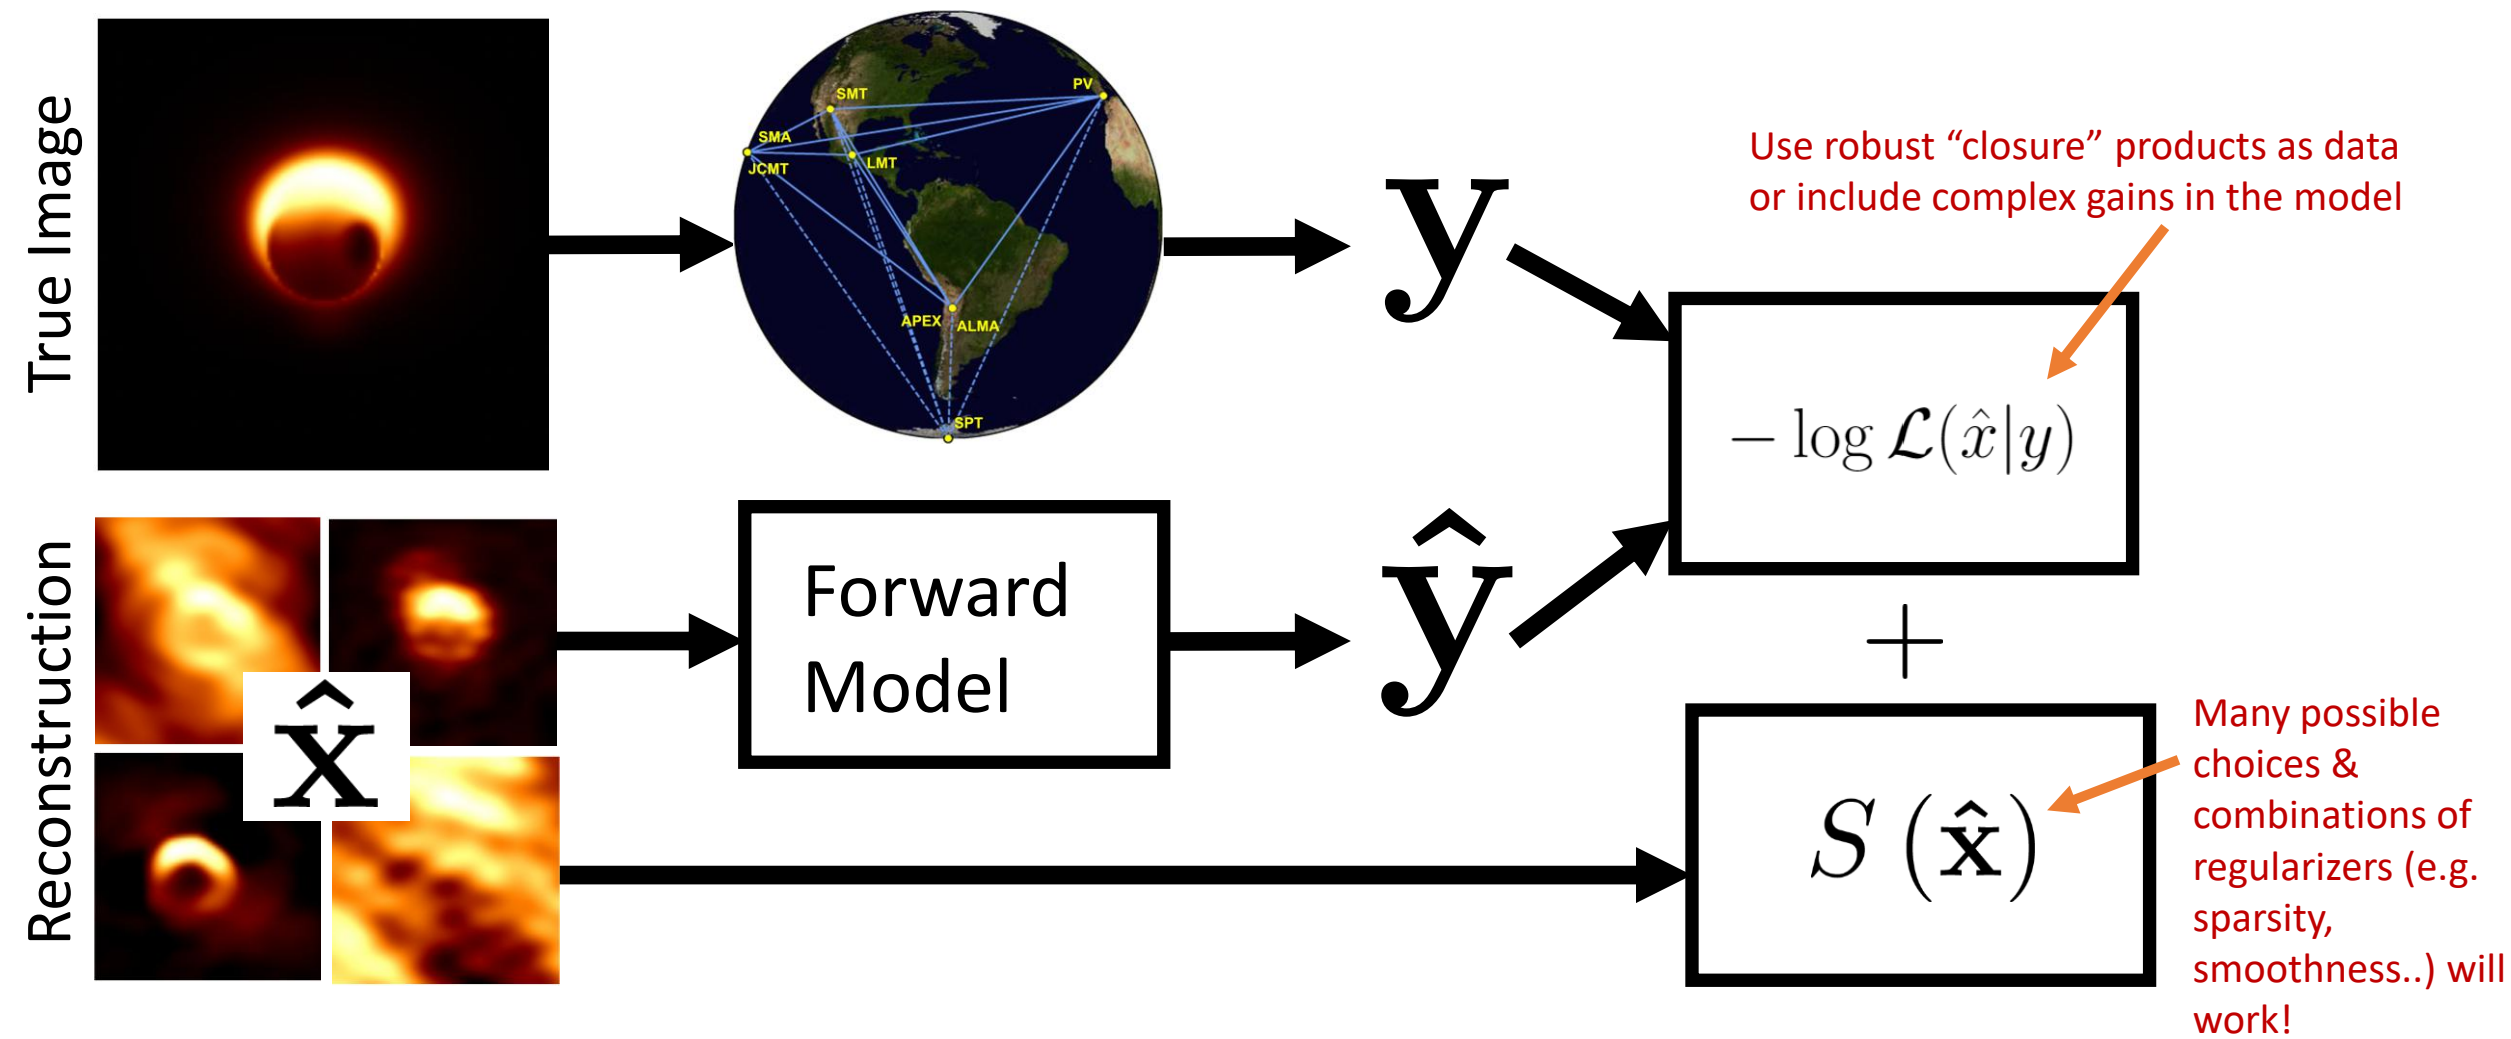 True Image
SMT
PV
SMA
JCMT
LMT
APEX
ALMA
SPT
y
Use robust “closure” products as data
or include complex gains in the model
− log ℒ(x̂|y)
Reconstruction
x̂
Forward
Model
ŷ
+
S (x̂)
Many possible
choices &
combinations of
regularizers (e.g.
sparsity,
smoothness..) will
work!